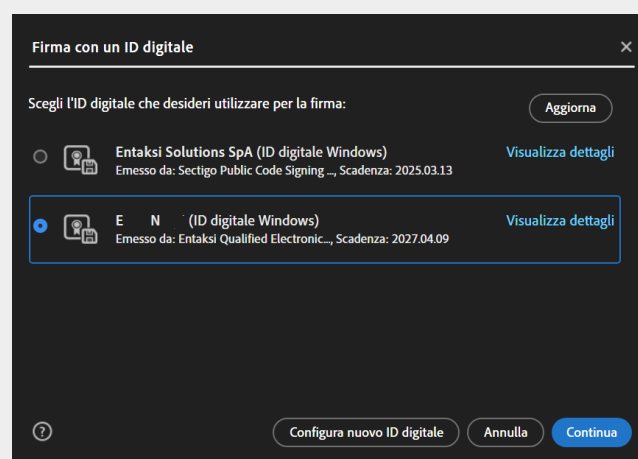 Firma con un ID digitale
Scegli l'ID digitale che desideri utilizzare per la firma:
Aggiorna
Entaksi Solutions SpA (ID digitale Windows)
Visualizza dettagli
Emesso da: Sectigo Public Code Signing ..., Scadenza: 2025.03.13
E N (ID digitale Windows)
Visualizza dettagli
Emesso da: Entaksi Qualified Electronic..., Scadenza: 2027.04.09
?
Configura nuovo ID digitale
Annulla
Continua